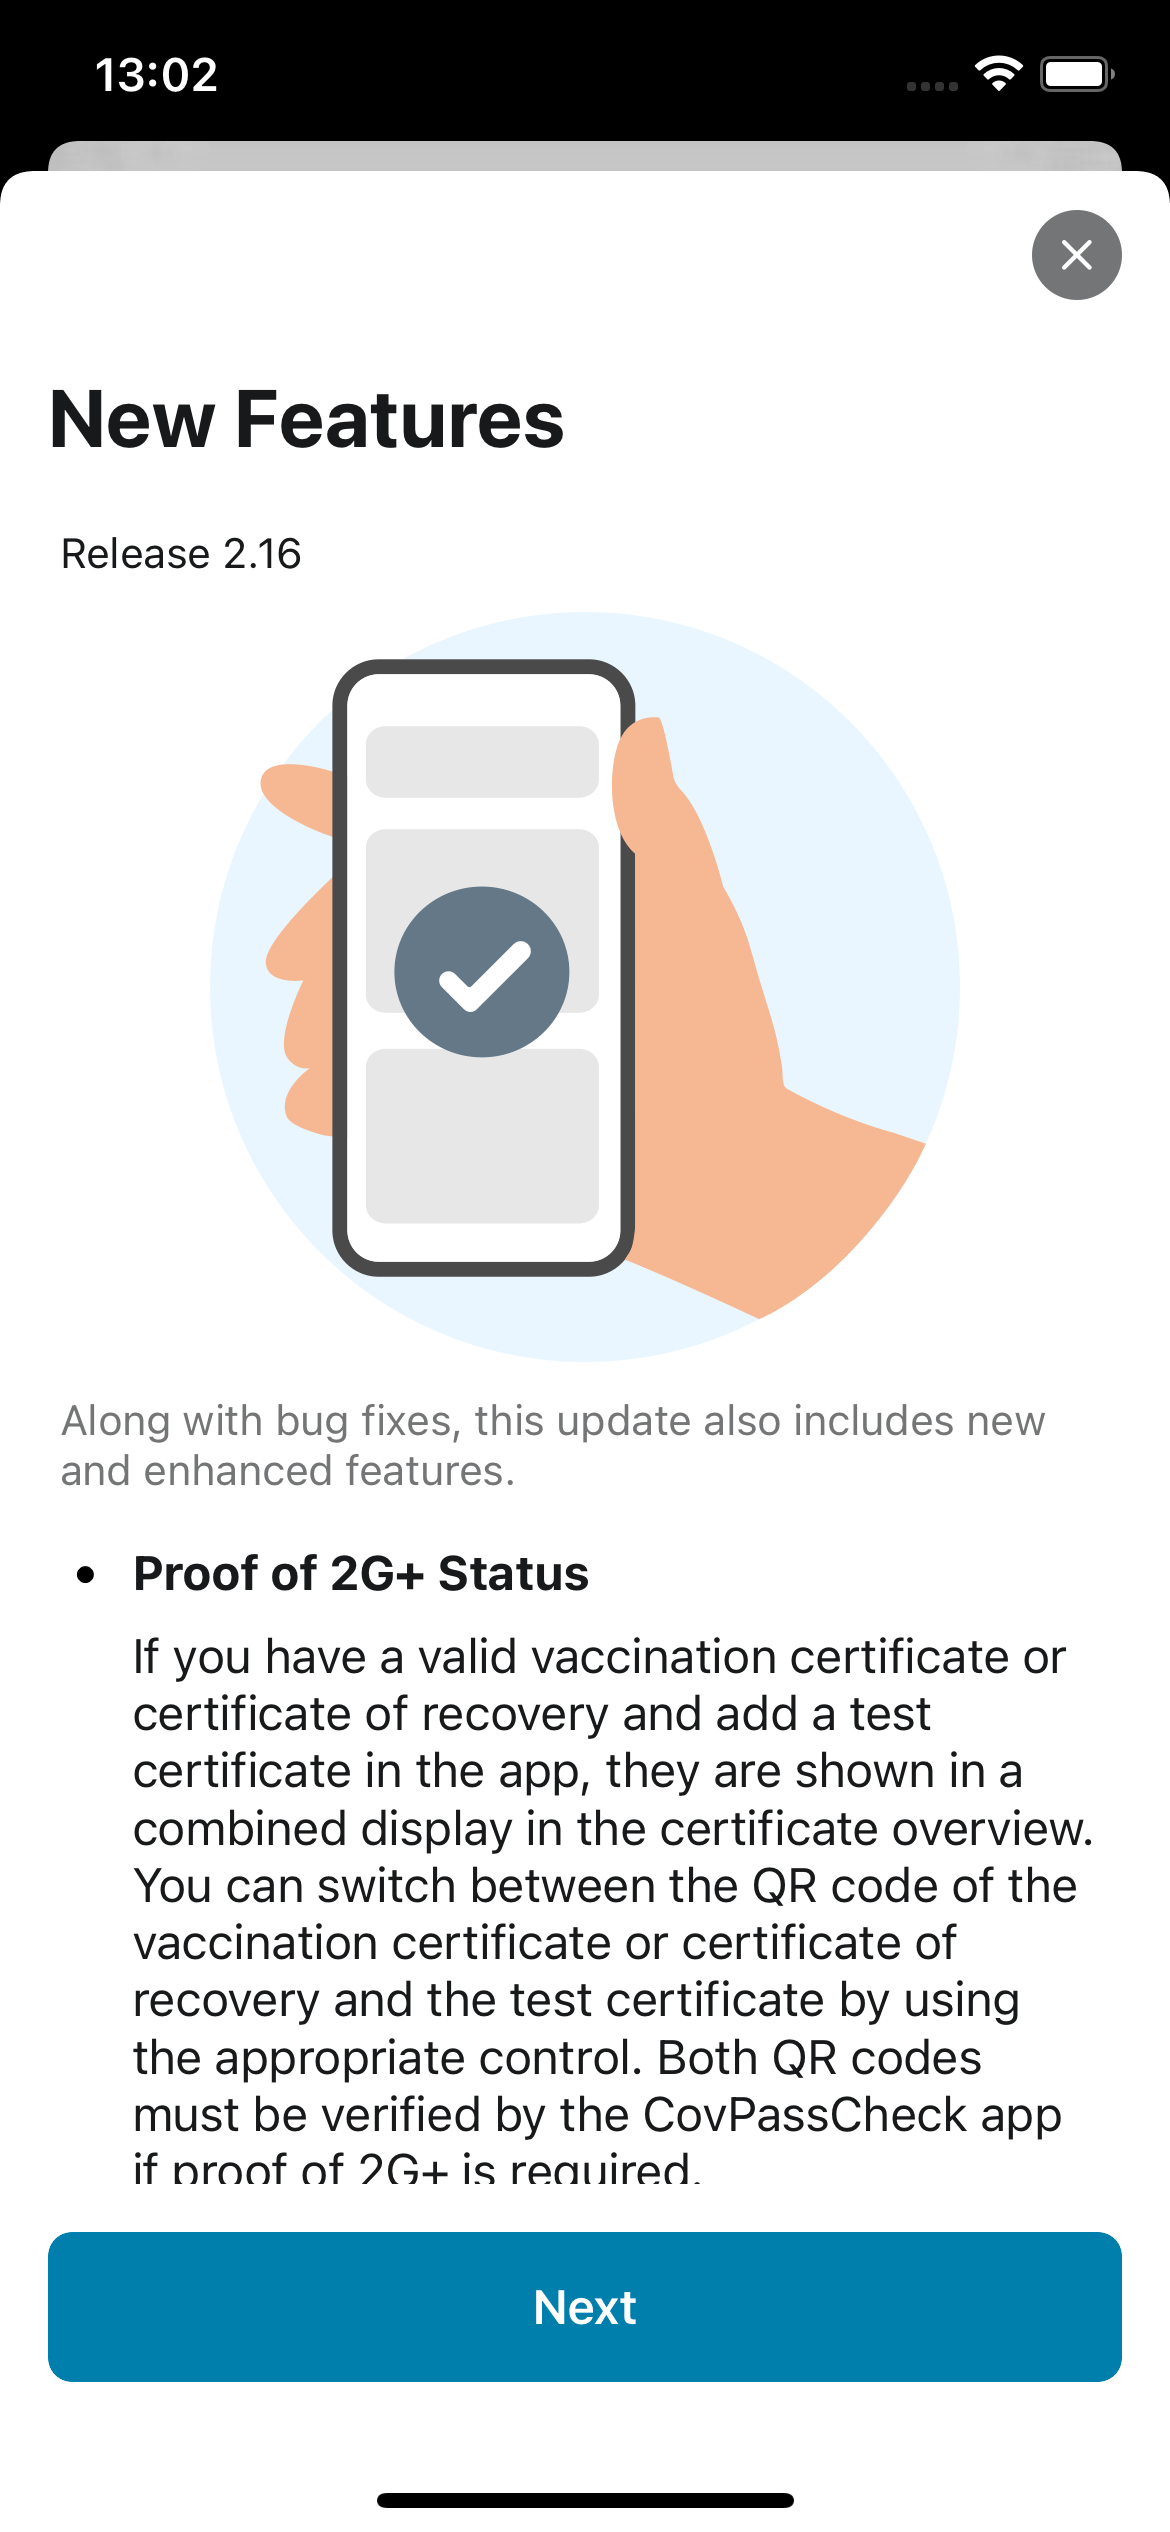 13:02
New Features
Release 2.16
Along with bug fixes, this update also includes new
and enhanced features.
• Proof of 2G+ Status
If you have a valid vaccination certificate or
certificate of recovery and add a test
certificate in the app, they are shown in a
combined display in the certificate overview.
You can switch between the QR code of the
vaccination certificate or certificate of
recovery and the test certificate by using
the appropriate control. Both QR codes
must be verified by the CovPassCheck app
if proof of 2G+ is required.
Next